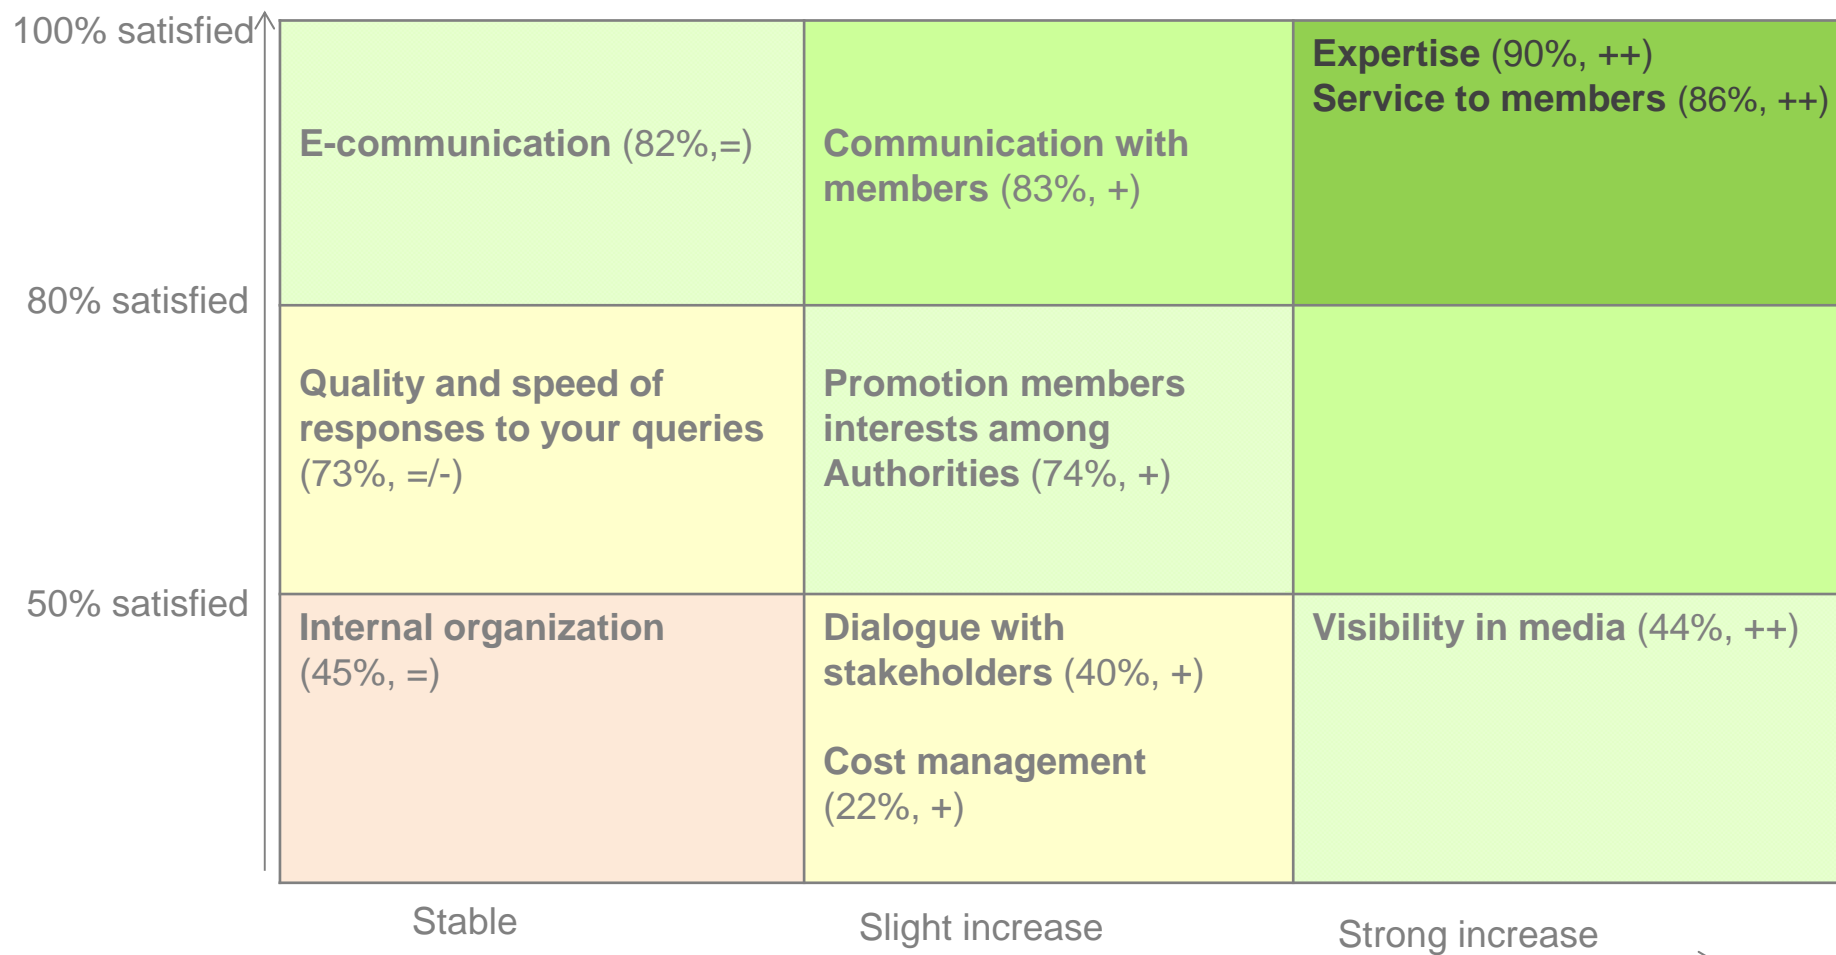 100% satisfied
Expertise (90%, ++)
Service to members (86%, ++)
E-communication (82%,=)
Communication with
members (83%, +)
80% satisfied
Quality and speed of
responses to your queries
(73%, =/-)
Promotion members
interests among
Authorities (74%, +)
50% satisfied
Internal organization
(45%, =)
Dialogue with
stakeholders (40%, +)
Cost management
(22%, +)
Visibility in media (44%, ++)
Stable
Slight increase
Strong increase